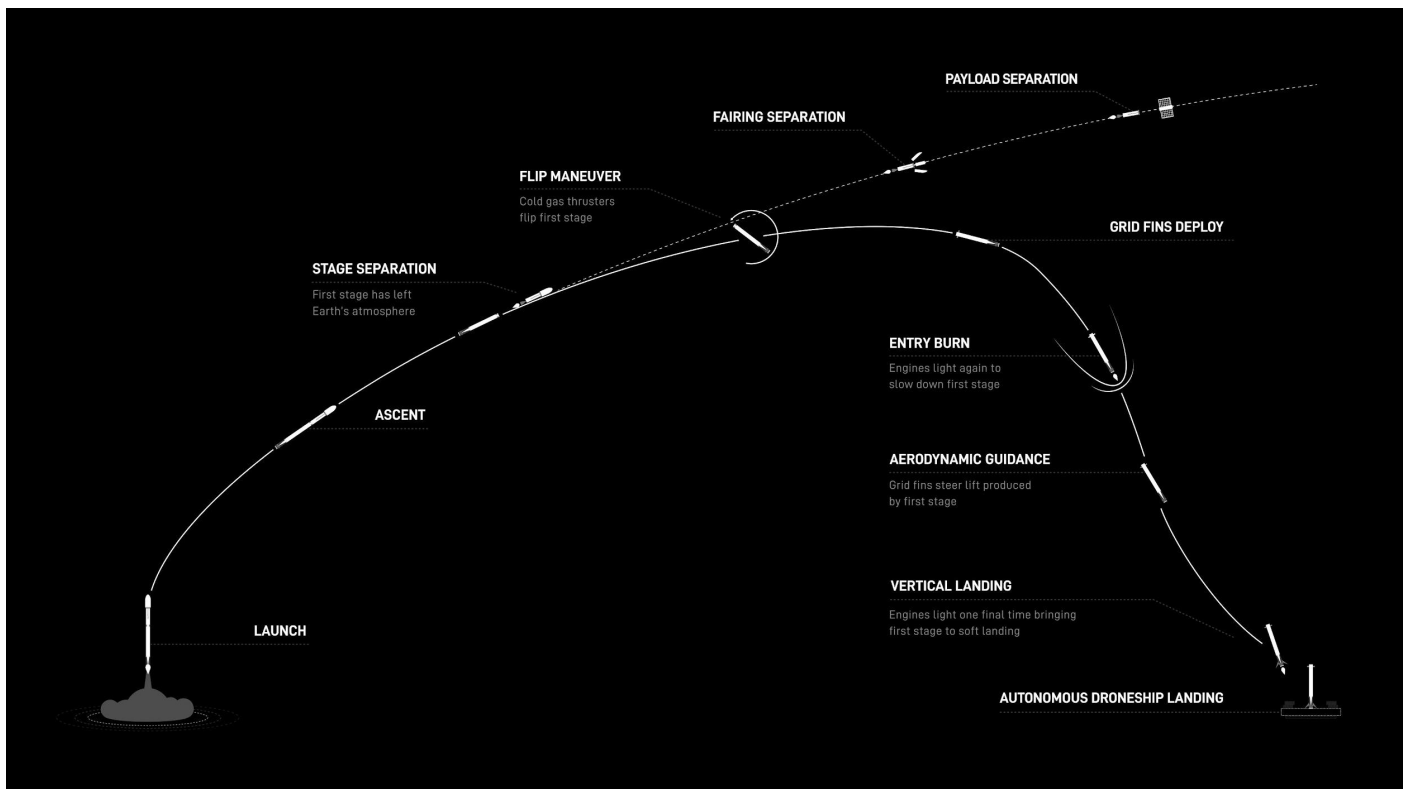 PAYLOAD SEPARATION
FAIRING SEPARATION
FLIP MANEUVER
Cold gas thrusters
flip first stage
GRID FINS DEPLOY
STAGE SEPARATION
First stage has left
Earth's atmosphere
ENTRY BURN
Engines light again to
slow down first stage
ASCENT
AERODYNAMIC GUIDANCE
Grid fins steer lift produced
by first stage
VERTICAL LANDING
Engines light one final time bringing
first stage to soft landing
LAUNCH
AUTONOMOUS DRONESHIP LANDING